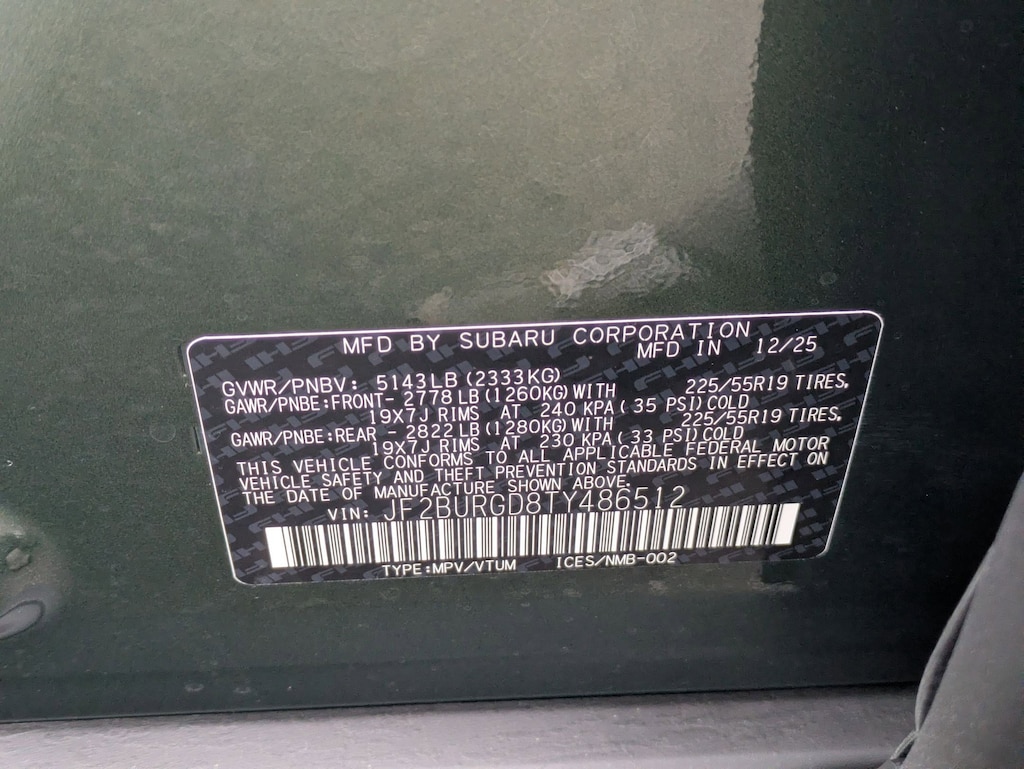 MFD BY SUBARU CORPORATION
MFD IN 12/25
GVWR/PNBV: 5143LB(2333KG)
GAWR/PNBE:FRONT- 2778 LB(1260KG)WITH 225/55R19 TIRES,
19X7J RIMS AT 240 KPA(35 PSI)COLD
GAWR/PNBE:REAR - 2822 LB(1280KG)WITH 225/55R19 TIRES,
19X7J RIMS AT 230 KPA(33 PSI)COLD
THIS VEHICLE CONFORMS TO ALL APPLICABLE FEDERAL MOTOR
VEHICLE SAFETY AND THEFT PREVENTION STANDARDS IN EFFECT ON
THE DATE OF MANUFACTURE SHOWN ABOVE.
VIN: JF2BURGD8TY486512
TYPE:MPV/VTUM ICES/NMB-002